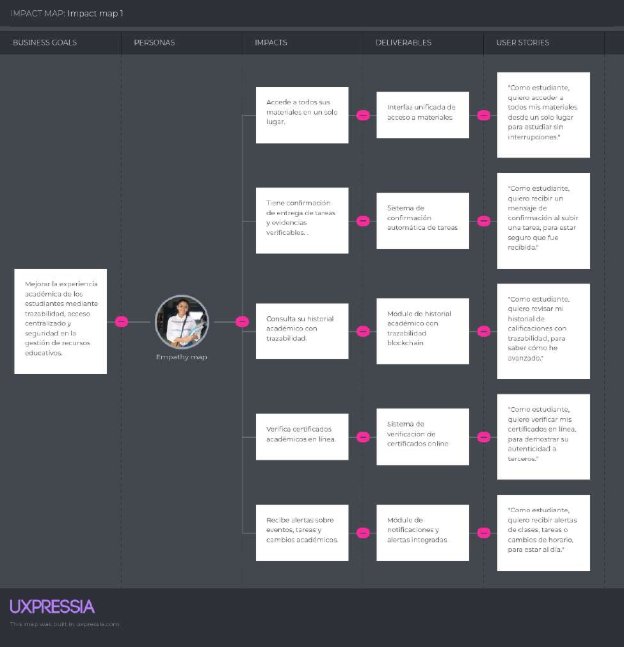 IMPACT MAP: Impact map 1
BUSINESS GOALS
PERSONAS
IMPACTS
DELIVERABLES
USER STORIES
Mejorar la experiencia
académica de los
estudiantes mediante
trazabilidad, acceso
centralizado y
seguridad en la
gestión de recursos
educativos.
Empathy map
Accede a todos sus
materiales en un solo
lugar.
Interfaz unificada de
acceso a materiales
"Como estudiante,
quiero acceder a
todos mis materiales
desde un solo lugar
para estudiar sin
interrupciones."
Tiene confirmación
de entrega de tareas
y evidencias
verificables. .
Sistema de
confirmación
automática de tareas
"Como estudiante,
quiero recibir un
mensaje de
confirmación al subir
una tarea, para estar
seguro que fue
recibida."
Consulta su historial
académico con
trazabilidad.
Módulo de historial
académico con
trazabilidad
blockchain
"Como estudiante,
quiero revisar mi
historial de
calificaciones con
trazabilidad, para
saber cómo he
avanzado."
Verifica certificados
académicos en línea.
Sistema de
verificación de
certificados online
"Como estudiante,
quiero verificar mis
certificados en línea,
para demostrar su
autenticidad a
terceros."
Recibe alertas sobre
eventos, tareas y
cambios académicos.
Módulo de
notificaciones y
alertas integradas
"Como estudiante,
quiero recibir alertas
de clases, tareas o
cambios de horario,
para estar al día."
UXPRESSIA
This map was built in uxpressia.com